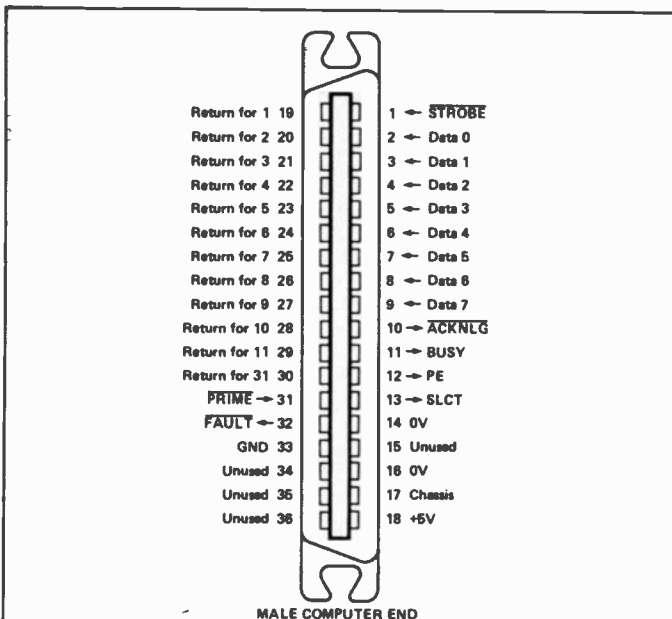 Return for 1 19 1 ← STROBE
Return for 2 20 2 ← Data 0
Return for 3 21 3 ← Data 1
Return for 4 22 4 ← Data 2
Return for 5 23 5 ← Data 3
Return for 6 24 6 ← Data 4
Return for 7 25 7 ← Data 5
Return for 8 26 8 ← Data 6
Return for 9 27 9 ← Data 7
Return for 10 28 10 → ACKNLG
Return for 11 29 11 → BUSY
Return for 31 30 12 → PE
PRIME → 31 13 → SLCT
FAULT ← 32 14 0V
GND 33 15 Unused
Unused 34 16 0V
Unused 35 17 Chassis
Unused 36 18 +5V
MALE COMPUTER END